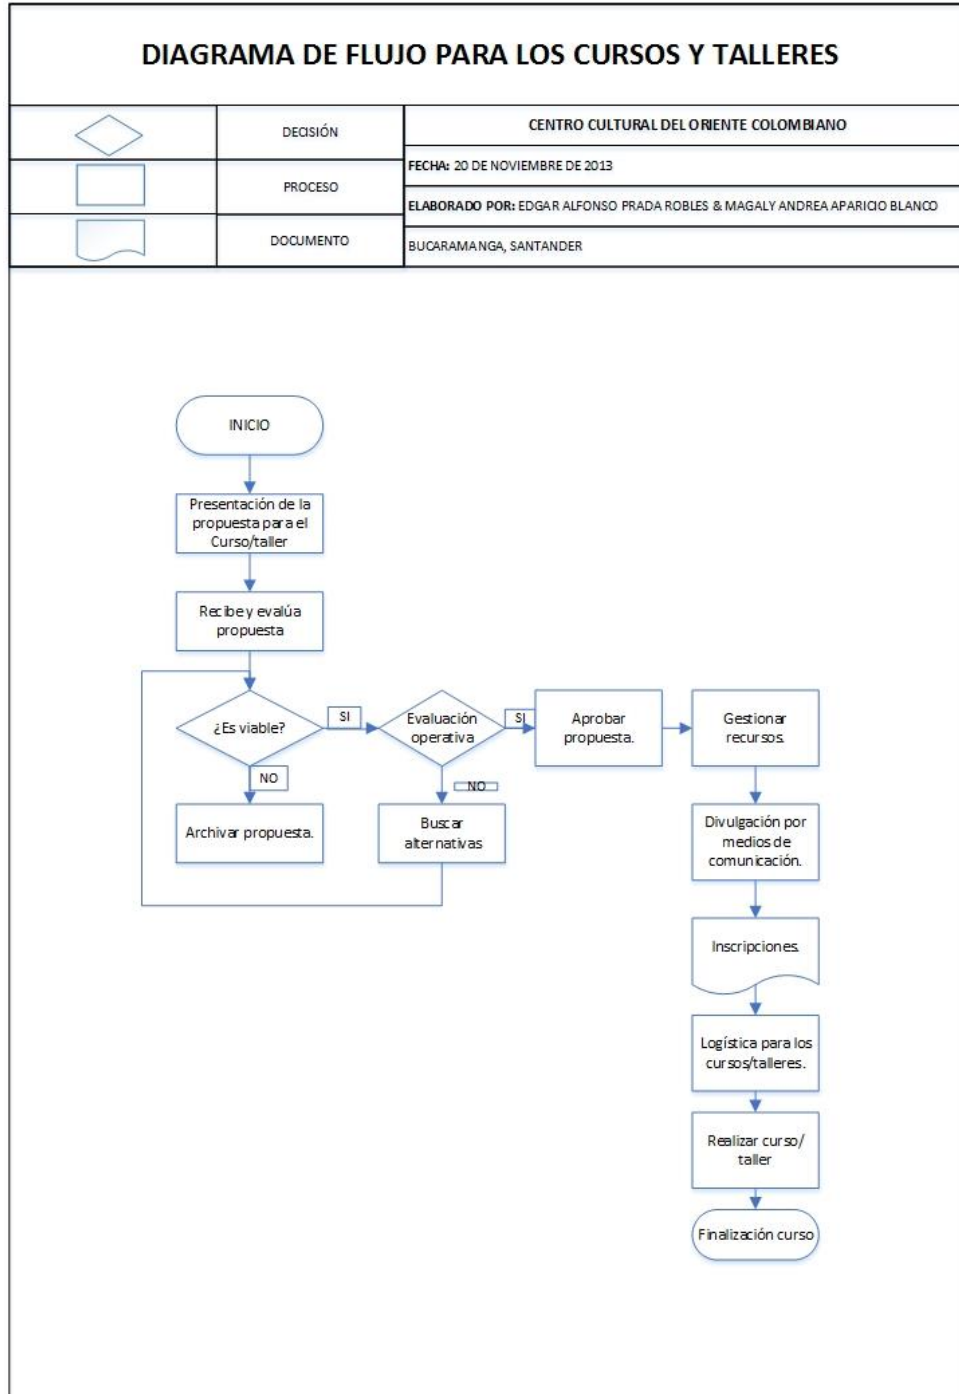 DIAGRAMA DE FLUJO PARA LOS CURSOS Y TALLERES
DECISIÓN
PROCESO
DOCUMENTO
CENTRO CULTURAL DEL ORIENTE COLOMBIANO
FECHA: 20 DE NOVIEMBRE DE 2013
ELABORADO POR: EDGAR ALFONSO PRADA ROBLES & MAGALY ANDREA APARICIO BLANCO
BUCARAMANGA, SANTANDER
INICIO
Presentación de la
propuesta para el
Curso/taller
Recibe y evalúa
propuesta
¿Es viable?
SI
Evaluación
operativa
SI
Aprobar
propuesta.
Gestionar
recursos.
NO
NO
Archivar propuesta.
Buscar
alternativas
Divulgación por
medios de
comunicación.
Inscripciones.
Logística para los
cursos/talleres.
Realizar curso/
taller
Finalización curso